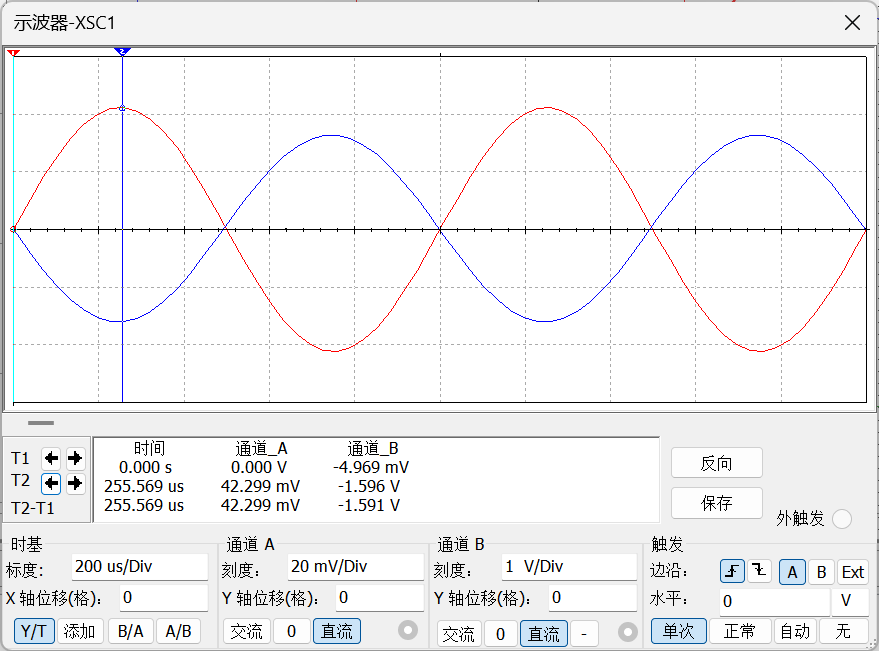 示波器-XSC1
1
2
时间 通道_A 通道_B
T1 0.000 s 0.000 V -4.969 mV
T2 255.569 us 42.299 mV -1.596 V
T2-T1 255.569 us 42.299 mV -1.591 V
反向
保存
外触发
时基
标度: 200 us/Div
X 轴位移(格): 0
Y/T 添加 B/A A/B
通道 A
刻度: 20 mV/Div
Y 轴位移(格): 0
交流 0 直流
通道 B
刻度: 1 V/Div
Y 轴位移(格): 0
交流 0 直流 -
触发
边沿: A B Ext
水平: 0 V
单次 正常 自动 无